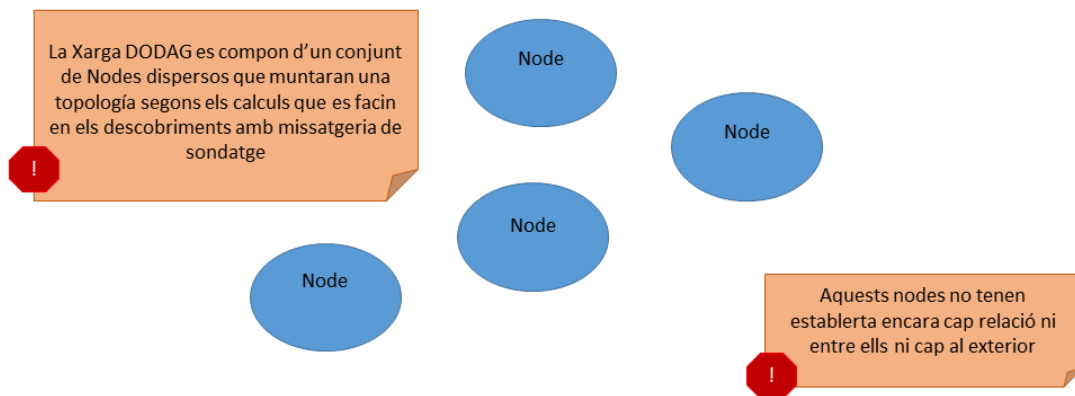 La Xarga DODAG es compon d'un conjunt
de Nodes dispersos que muntaran una
topología segons els calculs que es facin
en els descobriments amb missatgeria de
sondatge
!
Node
Node
Node
Node
Aquests nodes no tenen
establerta encara cap relació ni
entre ells ni cap al exterior
!